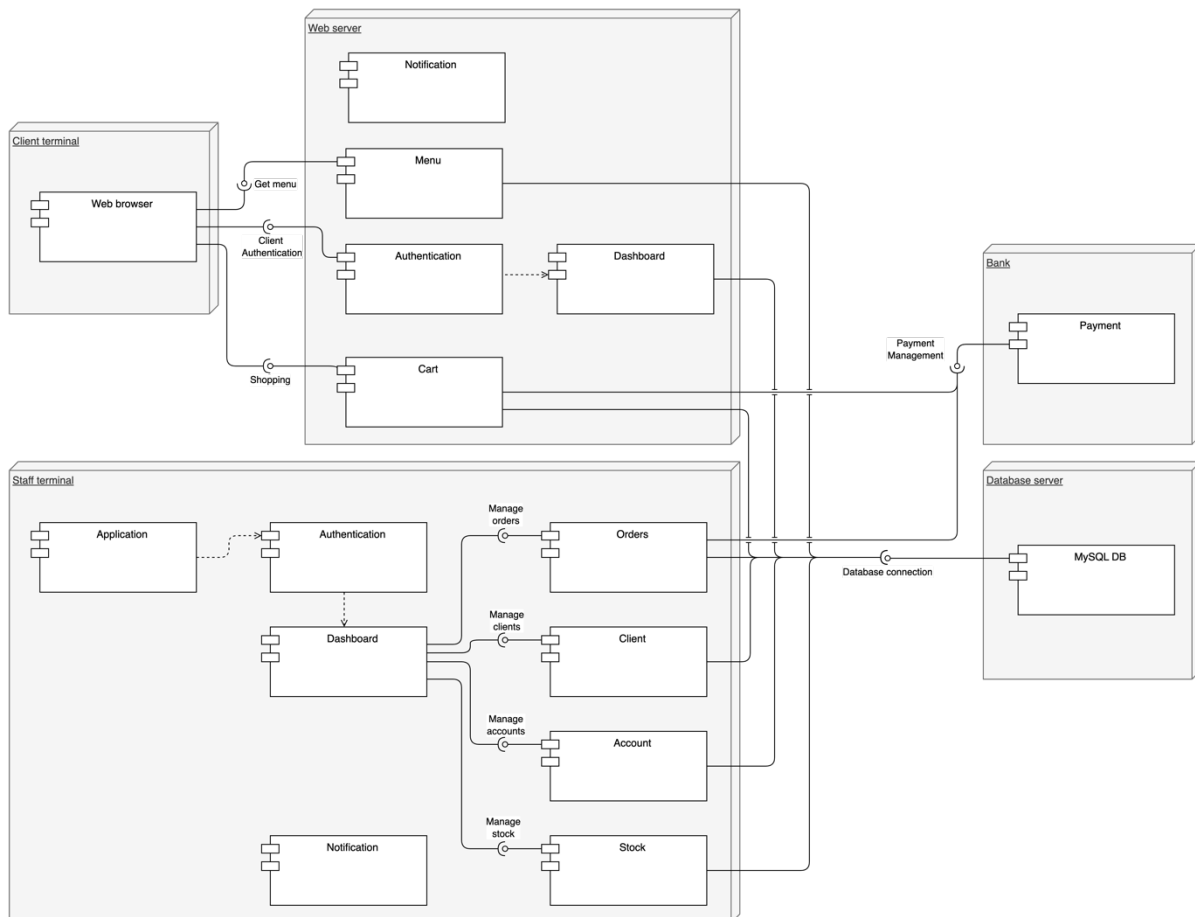 Web server
Notification
Client terminal
Menu
Get menu
Web browser
Client
Authentication
Authentication
Dashboard
Bank
Payment
Payment
Management
Shopping
Cart
Staff terminal
Database server
Application
Authentication
Manage
orders
Orders
MySQL DB
Database connection
Dashboard
Manage
clients
Client
Manage
accounts
Account
Notification
Manage
stock
Stock